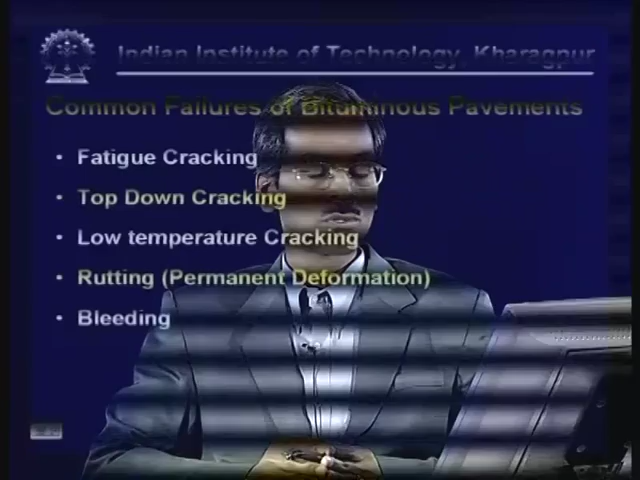 Indian Institute of Technology, Kharagpur
Common Failures of Bituminous Pavements
• Fatigue Cracking
• Top Down Cracking
• Low temperature Cracking
• Rutting (Permanent Deformation)
• Bleeding